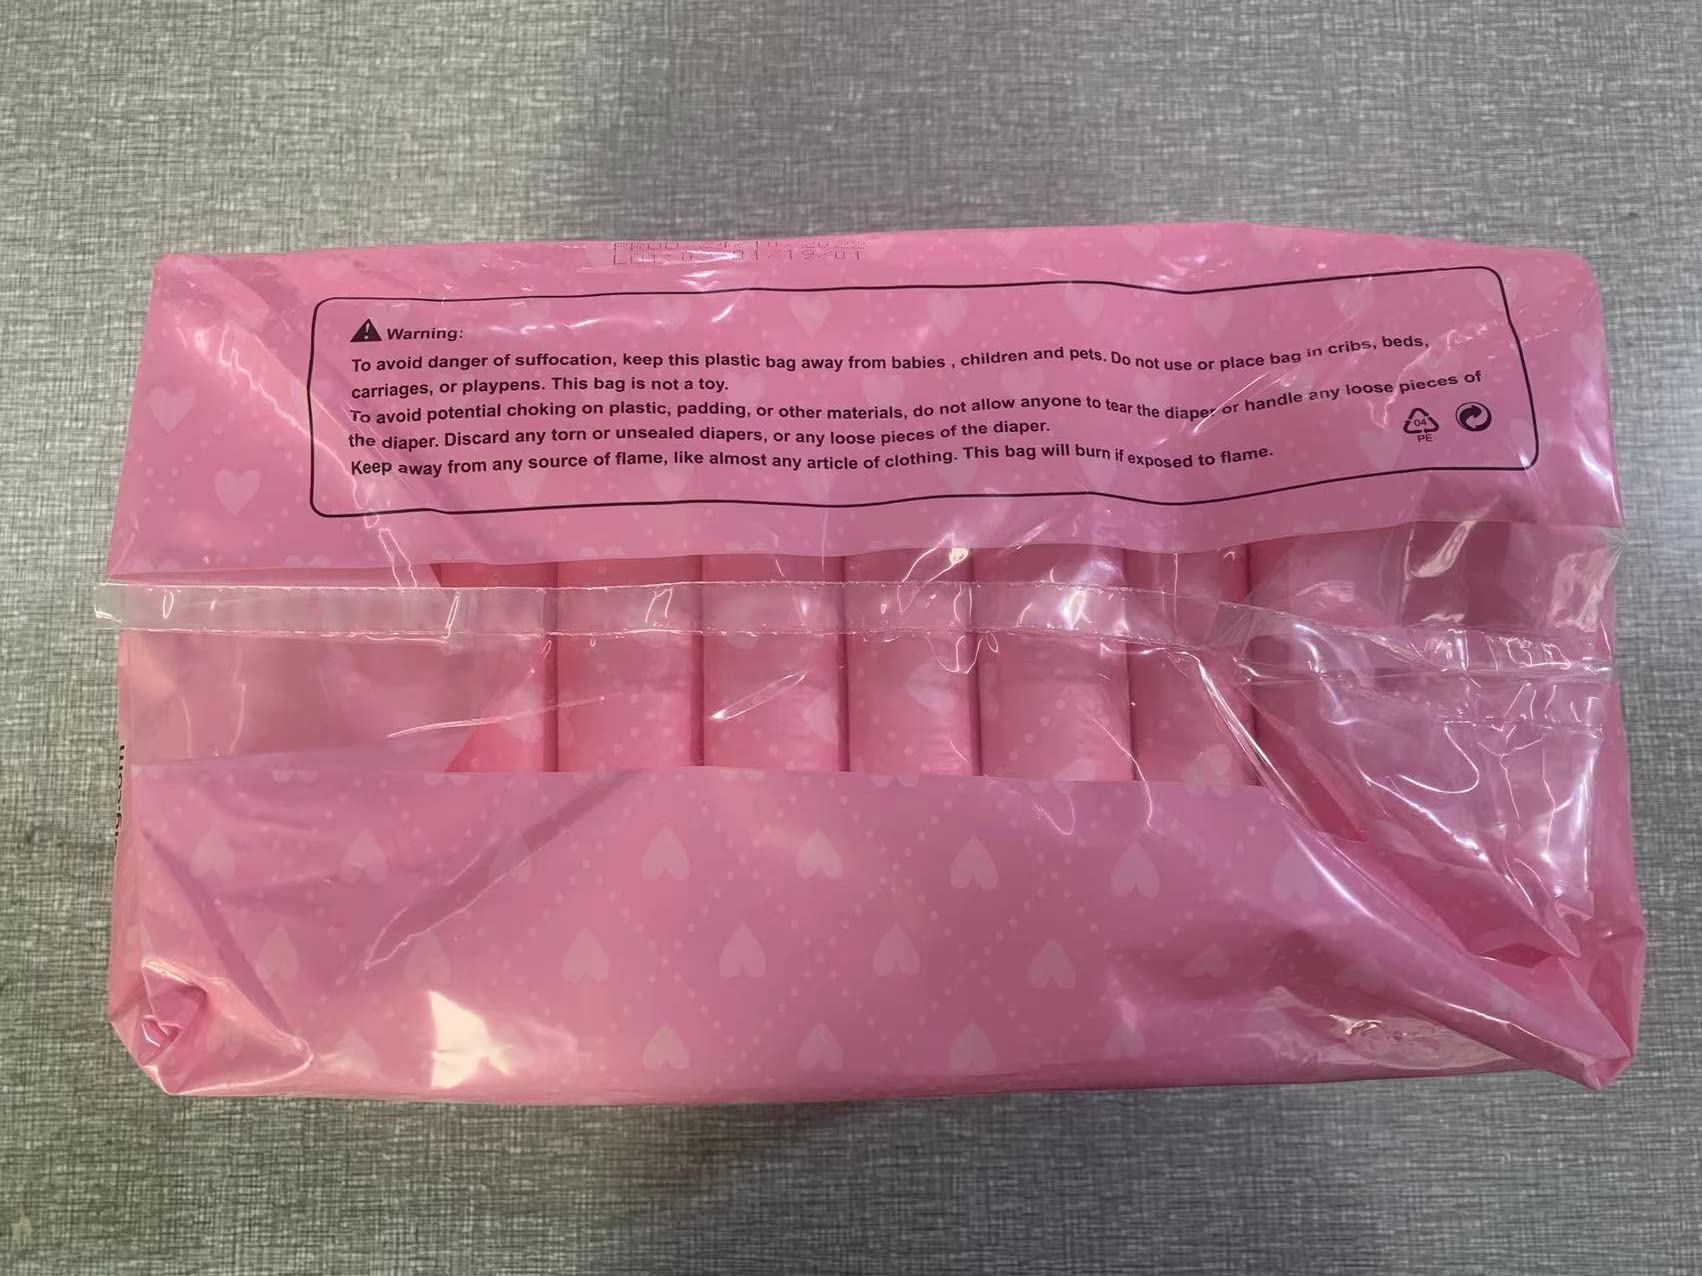 Warning:
To avoid danger of suffocation, keep this plastic bag away from babies , children and pets. Do not use or place bag in cribs, beds,
carriages, or playpens. This bag is not a toy.
To avoid potential choking on plastic, padding, or other materials, do not allow anyone to tear the diaper or handle any loose pieces of
the diaper. Discard any torn or unsealed diapers, or any loose pieces of the diaper.
Keep away from any source of flame, like almost any article of clothing. This bag will burn if exposed to flame.
04
PE